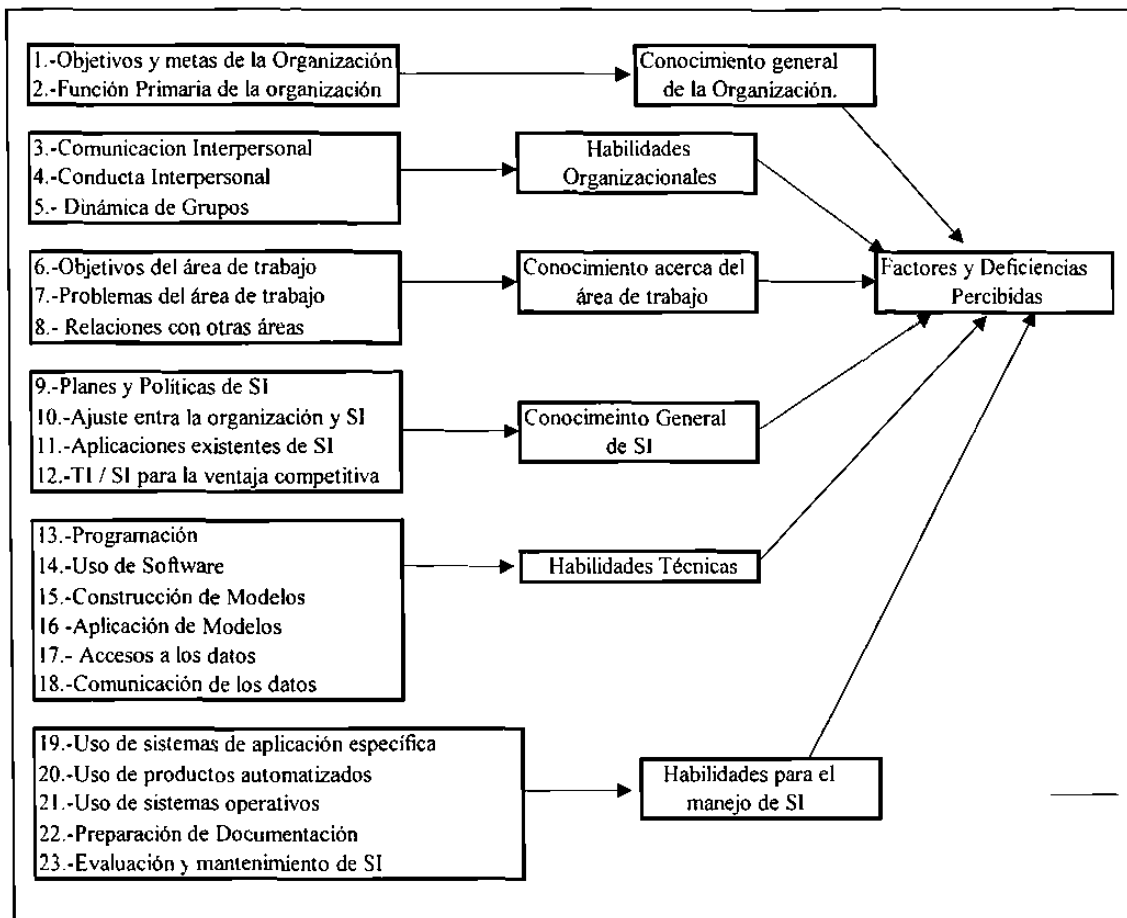 1.-Objetivos y metas de la Organización
2.-Función Primaria de la organización
Conocimiento general
de la Organización.
3.-Comunicacion Interpersonal
4.-Conducta Interpersonal
5.- Dinámica de Grupos
Habilidades
Organizacionales
6.-Objetivos del área de trabajo
7.-Problemas del área de trabajo
8.- Relaciones con otras áreas
Conocimiento acerca del
área de trabajo
Factores y Deficiencias
Percibidas
9.-Planes y Políticas de SI
10.-Ajuste entra la organización y SI
11.-Aplicaciones existentes de SI
12.-TI / SI para la ventaja competitiva
Conocimeinto General
de SI
13.-Programación
14.-Uso de Software
15.-Construcción de Modelos
16 -Aplicación de Modelos
17.- Accesos a los datos
18.-Comunicación de los datos
Habilidades Técnicas
19.-Uso de sistemas de aplicación específica
20.-Uso de productos automatizados
21.-Uso de sistemas operativos
22.-Preparación de Documentación
23.-Evaluación y mantenimiento de SI
Habilidades para el
manejo de SI